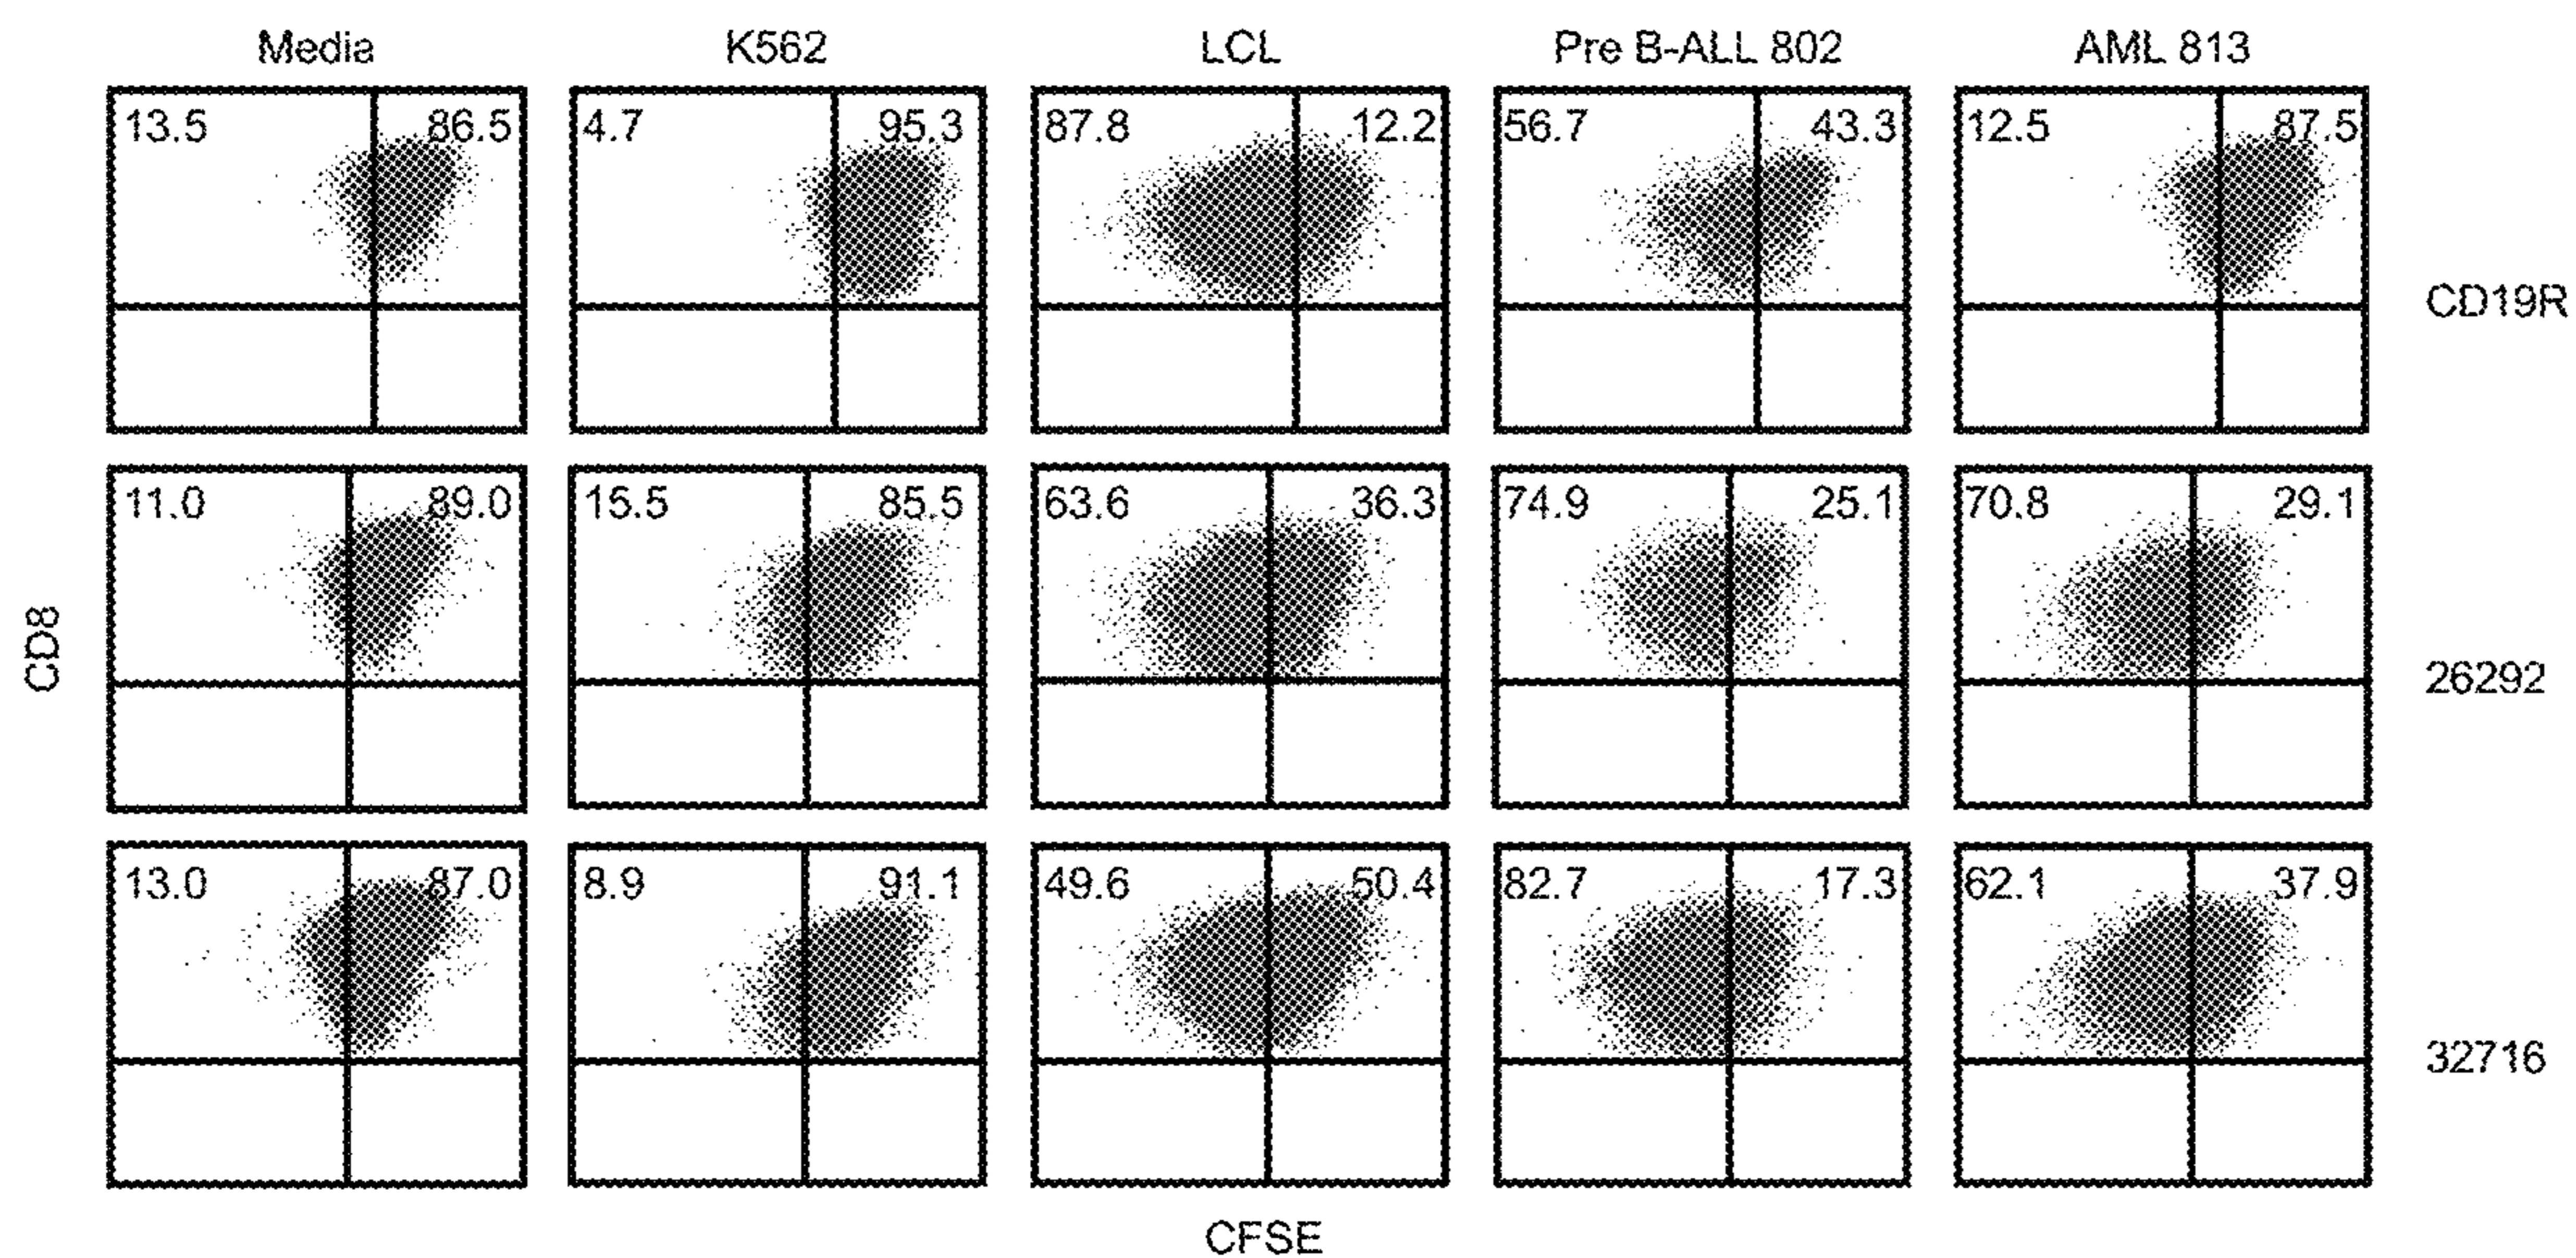 Media K562 LCL Pre B-ALL 802 AML 813
13.5 86.5 4.7 95.3 87.8 12.2 56.7 43.3 12.5 87.5
CD19R
11.0 89.0 15.5 85.5 63.6 36.3 74.9 25.1 70.8 29.1
CD8
26292
13.0 87.0 8.9 91.1 49.6 50.4 82.7 17.3 62.1 37.9
32716
CFSE